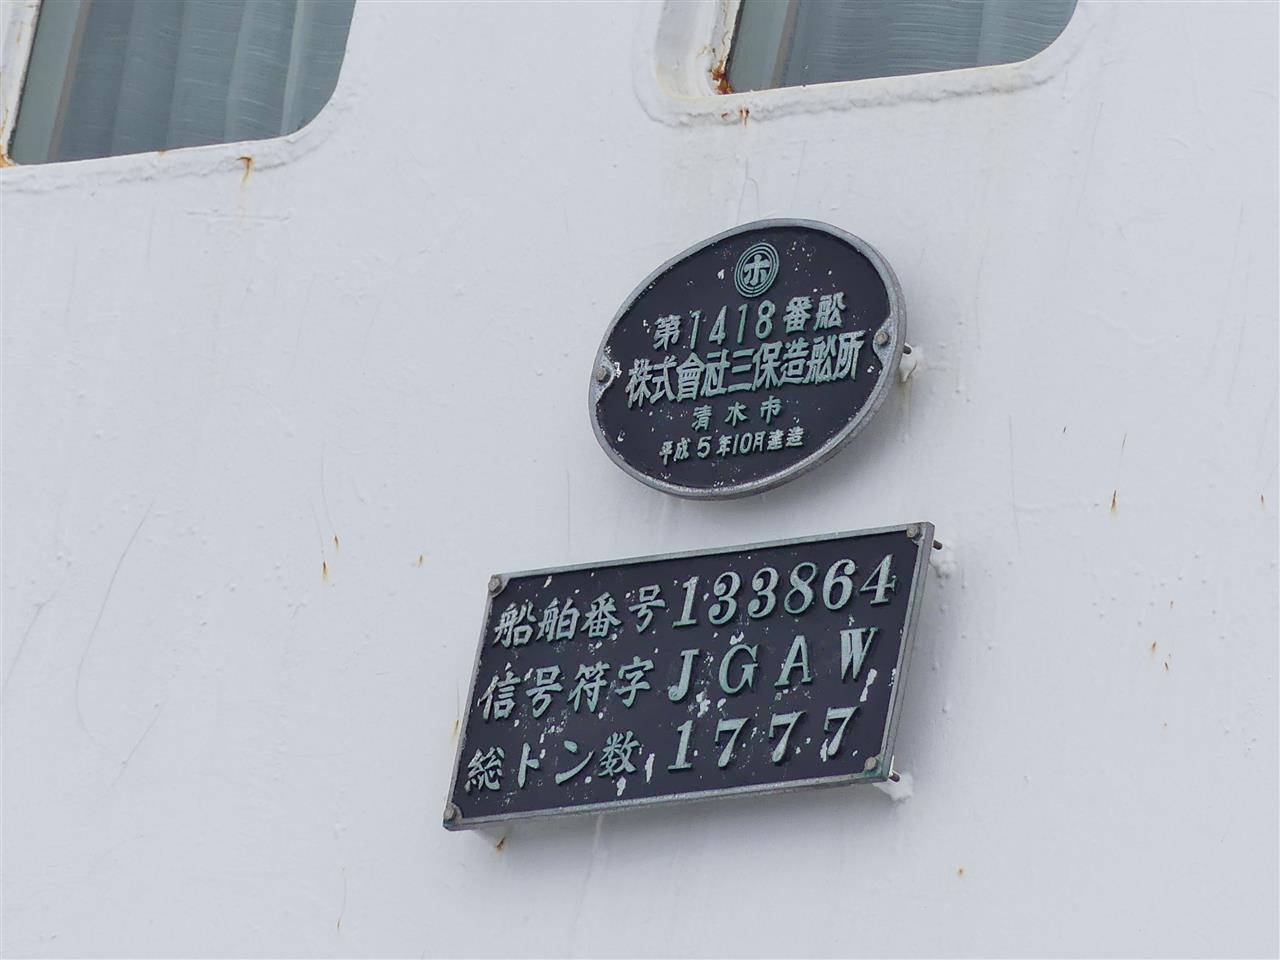 ホ
第1418番舩
株式會社三保造舩所
清水市
平成5年10月建造
船舶番号133864
信号符字JGAW
総トン数1777